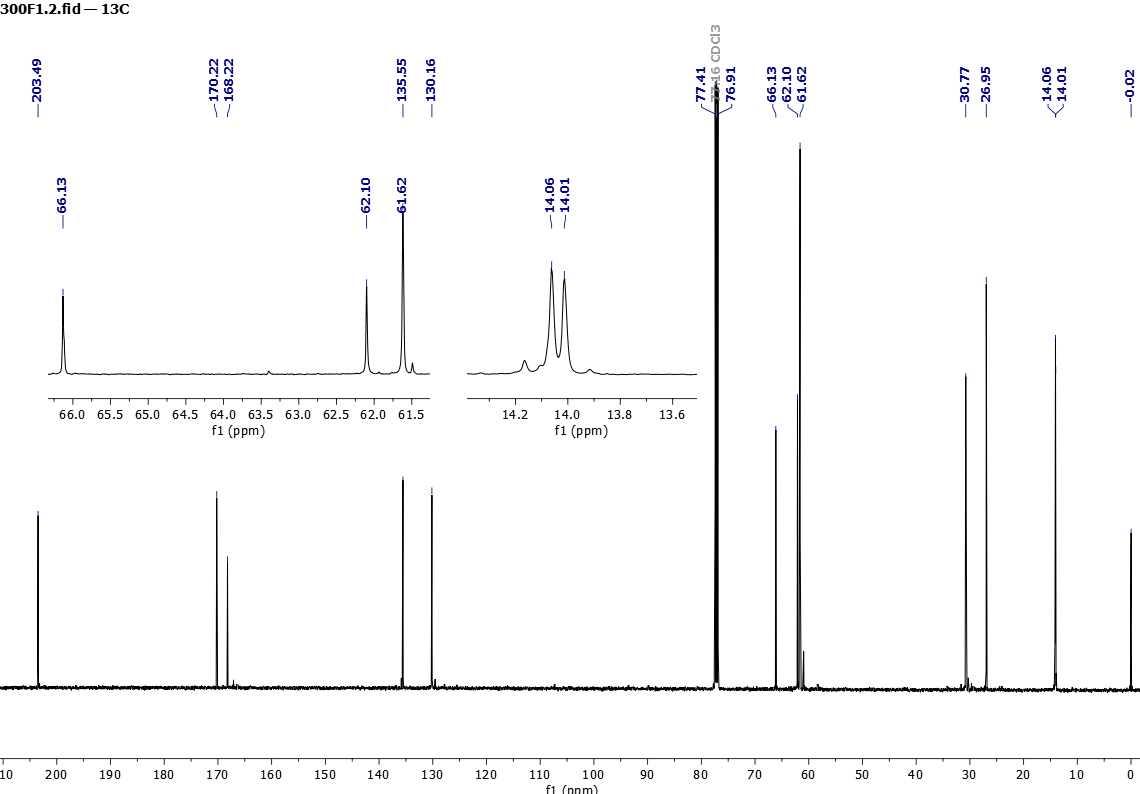 300F1.2.fid — 13C
203.49
170.22
168.22
135.55
130.16
77.41
77.16 CDCl3
76.91
66.13
62.10
61.62
30.77
26.95
14.06
14.01
-0.02
66.13
62.10
61.62
14.06
14.01
66.0 65.5 65.0 64.5 64.0 63.5 63.0 62.5 62.0 61.5
f1 (ppm)
14.2 14.0 13.8 13.6
f1 (ppm)
10 200 190 180 170 160 150 140 130 120 110 100 90 80 70 60 50 40 30 20 10 0
f1 (ppm)